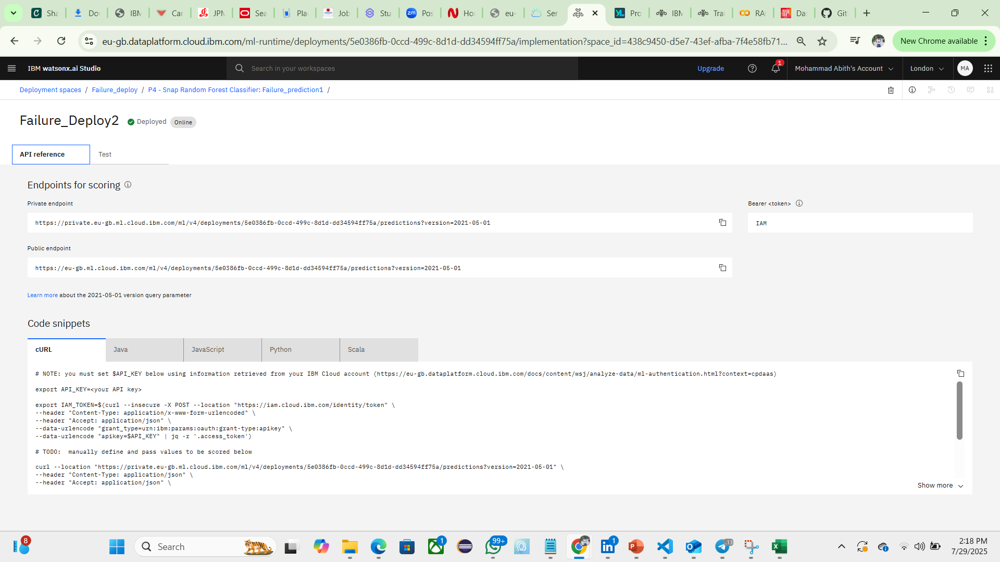 Sha
Do
IBM
Car
JPM
Sea
Pla
Job
Stu
Pos
Ho
eu-
Ser
Pro
IBM
Trai
RA
Da
Git
eu-gb.dataplatform.cloud.ibm.com/ml-runtime/deployments/5e0386fb-0ccd-499c-8d1d-dd34594ff75a/implementation?space_id=438c9450-d5e7-43ef-afba-7f4e58fb71...
New Chrome available
IBM watsonx.ai Studio
Search in your workspaces
Upgrade
1
Mohammad Abith's Account
London
MA
Deployment spaces / Failure_deploy / P4 - Snap Random Forest Classifier: Failure_prediction1 /
Failure_Deploy2
Deployed
Online
API reference
Test
Endpoints for scoring
Private endpoint
Bearer <token>
https://private.eu-gb.ml.cloud.ibm.com/ml/v4/deployments/5e0386fb-0ccd-499c-8d1d-dd34594ff75a/predictions?version=2021-05-01
IAM
Public endpoint
https://eu-gb.ml.cloud.ibm.com/ml/v4/deployments/5e0386fb-0ccd-499c-8d1d-dd34594ff75a/predictions?version=2021-05-01
Learn more about the 2021-05-01 version query parameter
Code snippets
cURL
Java
JavaScript
Python
Scala
# NOTE: you must set $API_KEY below using information retrieved from your IBM Cloud account (https://eu-gb.dataplatform.cloud.ibm.com/docs/content/wsj/analyze-data/ml-authentication.html?context=cpdaas)
export API_KEY=<your API key>
export IAM_TOKEN=$(curl --insecure -X POST --location "https://iam.cloud.ibm.com/identity/token" \
--header "Content-Type: application/x-www-form-urlencoded" \
--header "Accept: application/json" \
--data-urlencode "grant_type=urn:ibm:params:oauth:grant-type:apikey" \
--data-urlencode "apikey=$API_KEY" | jq -r '.access_token')
# TODO:  manually define and pass values to be scored below
curl --location "https://private.eu-gb.ml.cloud.ibm.com/ml/v4/deployments/5e0386fb-0ccd-499c-8d1d-dd34594ff75a/predictions?version=2021-05-01" \
--header "Content-Type: application/json" \
--header "Accept: application/json" \
Show more
8
Search
1
99+
1
13
2:18 PM
7/29/2025